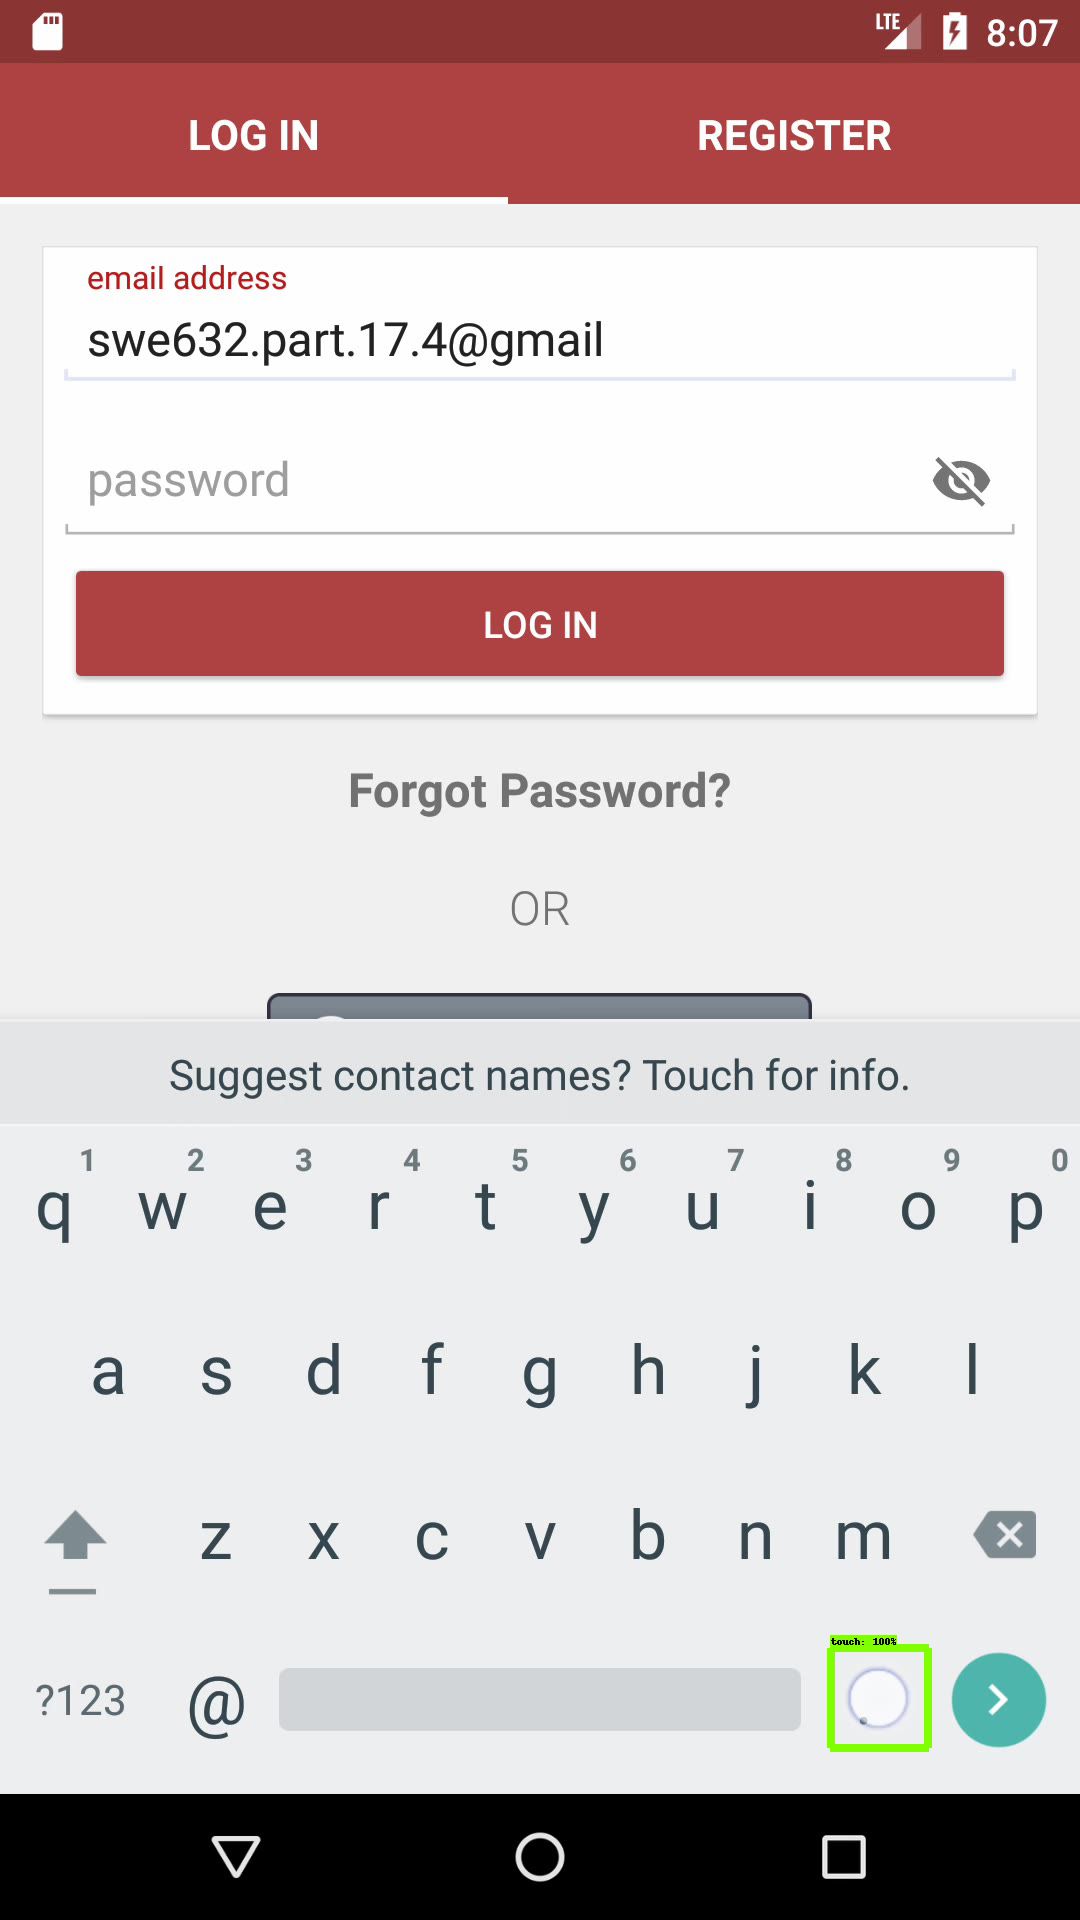 LTE 8:07
LOG IN REGISTER
email address
swe632.part.17.4@gmail
password
LOG IN
Forgot Password?
OR
Suggest contact names? Touch for info.
1 2 3 4 5 6 7 8 9 0
q w e r t y u i o p
a s d f g h j k l
z x c v b n m
touch: 100%
?123 @